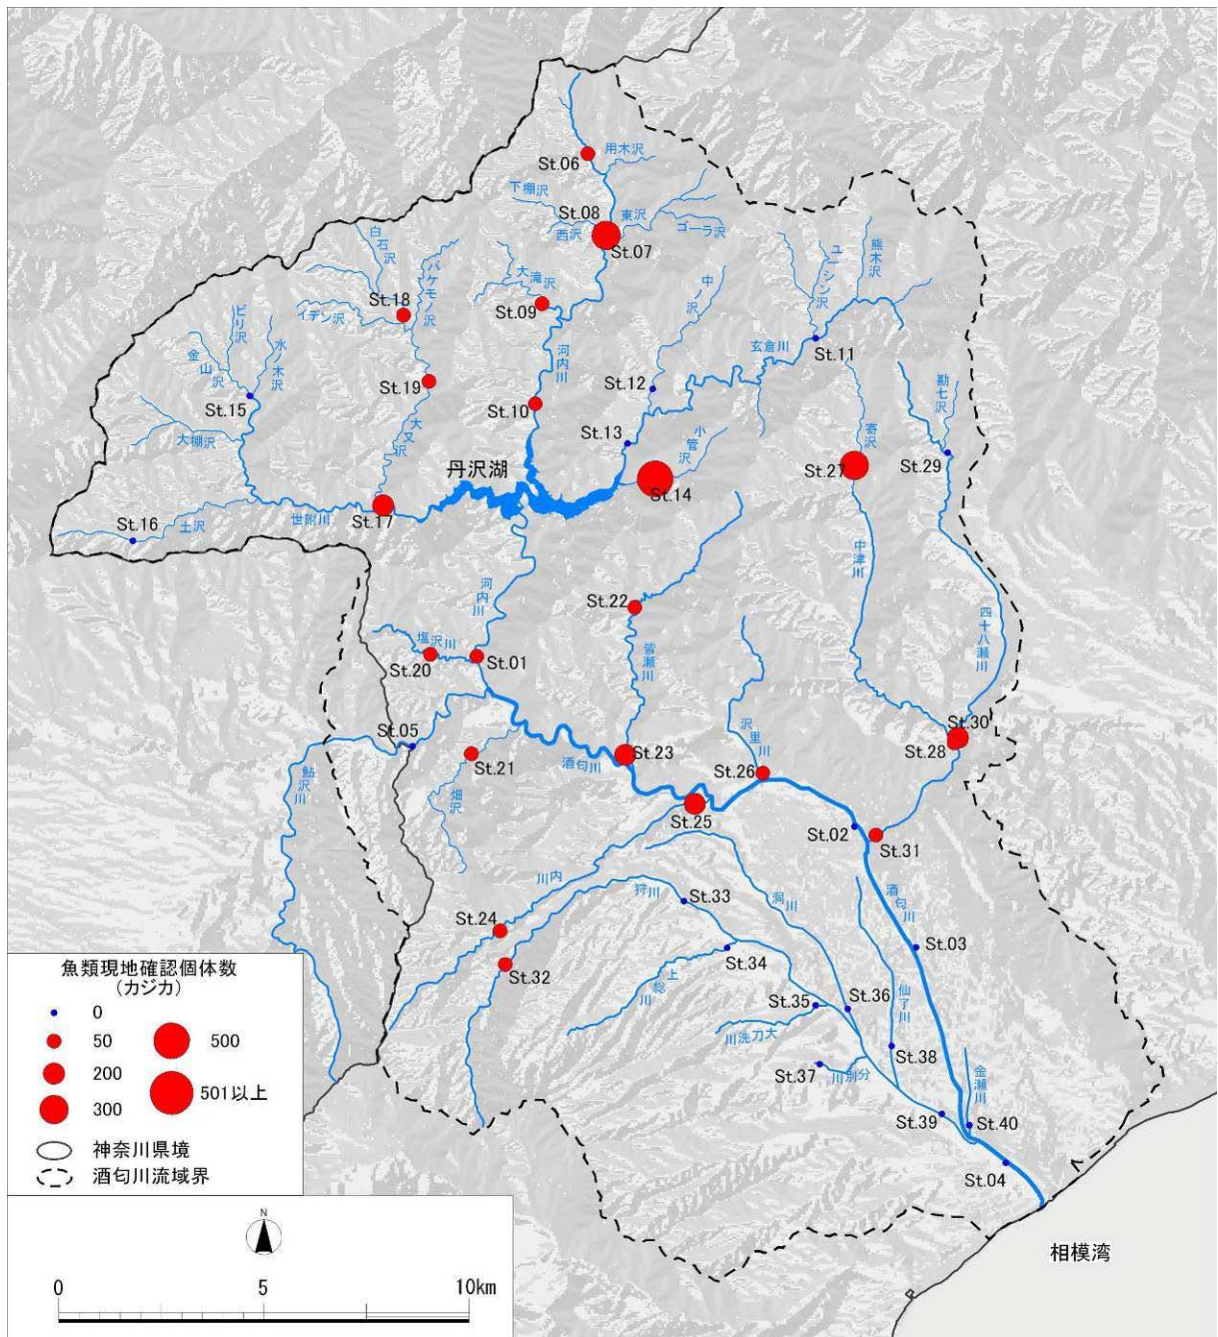 用木沢
St.06
下棚沢
St.08
東沢
西沢
ゴーラ沢
St.07
白石沢
バケモノ沢
大滝沢
中ノ沢
ユーシン沢
熊木沢
St.18
イデン沢
St.09
ビリ沢
水ノ木沢
金山沢
河内川
玄倉川
St.11
St.19
St.12
勘七沢
St.15
St.10
大又沢
小菅沢
寄沢
大棚沢
St.13
St.29
丹沢湖
St.27
St.14
世附川
St.17
土沢
St.16
中津川
河内川
St.22
四十八瀬川
塩沢川
皆瀬川
St.20
St.01
St.30
St.05
沢里川
St.28
St.23
鮎沢川
St.21
酒匂川
St.26
畑沢
St.25
St.02
St.31
川内
狩川
洞川
酒匂川
St.33
St.24
St.03
St.32
St.34
上総川
仙了川
St.35
St.36
川洗刀大
St.38
St.37
川別分
金瀬川
St.39
St.40
St.04
相模湾
魚類現地確認個体数
(カジカ)
0
50
500
200
501以上
300
神奈川県境
酒匂川流域界
N
0
5
10km